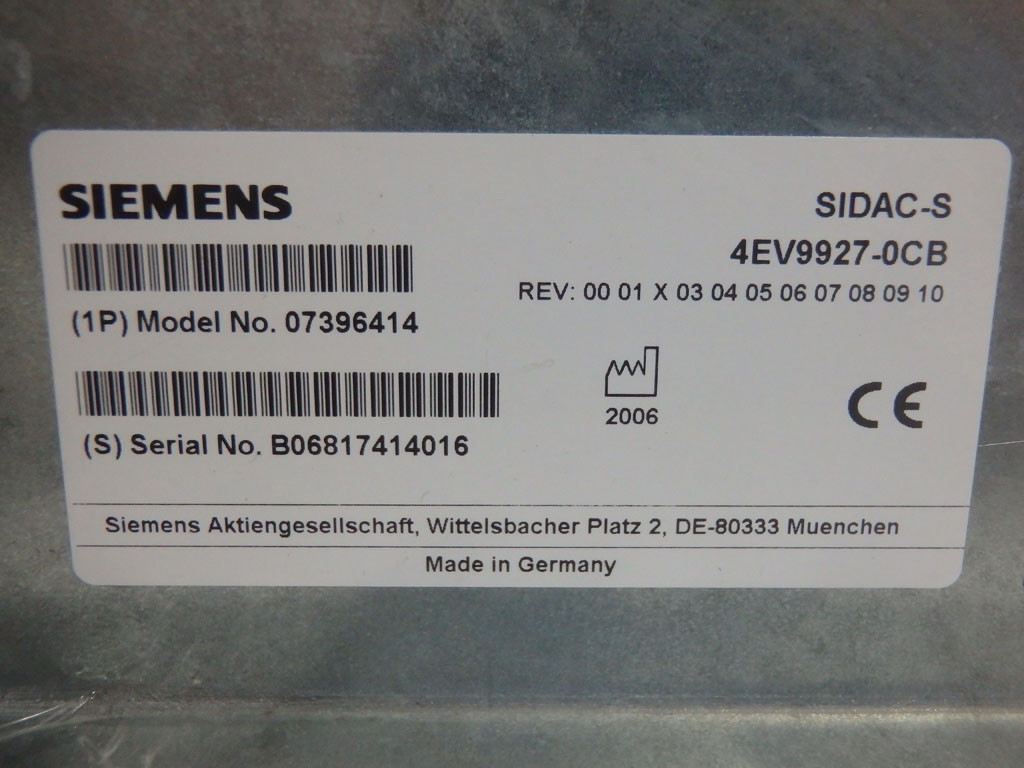 SIEMENS
SIDAC-S
4EV9927-0CB
REV: 00 01 X 03 04 05 06 07 08 09 10
(1P) Model No. 07396414
2006
CE
(S) Serial No. B06817414016
Siemens Aktiengesellschaft, Wittelsbacher Platz 2, DE-80333 Muenchen
Made in Germany